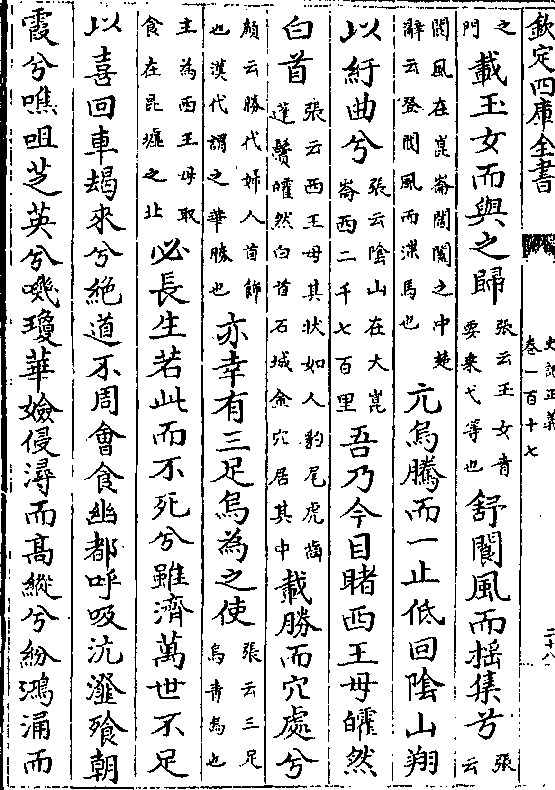 欽定四庫全書 史記正義 卷一百十七 二十八
之門載玉女而與之歸張云玉女青要乗弋等也舒閬風而揺集兮張云
閬風在崑崙閶闔之中楚辭云登閬風而緤馬也亢烏騰而一止低回陰山翔
以紆曲兮張云陰山在大崑崙西二千七百里吾乃今目睹西王母皬然
白首張云西王母其狀如人豹尾虎齒蓬鬢皬然白首石城金穴居其中載勝而穴處兮
顔云勝代婦人首飾也漢代謂之華勝也亦幸有三足烏為之使張云三足烏青烏也
主為西王母取食在昆墟之北必長生若此而不死兮雖濟萬世不足
以喜回車朅來兮絶道不周會食幽都呼吸沆瀣飱朝
霞兮噍咀芝英兮嘰瓊華嬐侵潯而髙縱兮紛鴻涌而